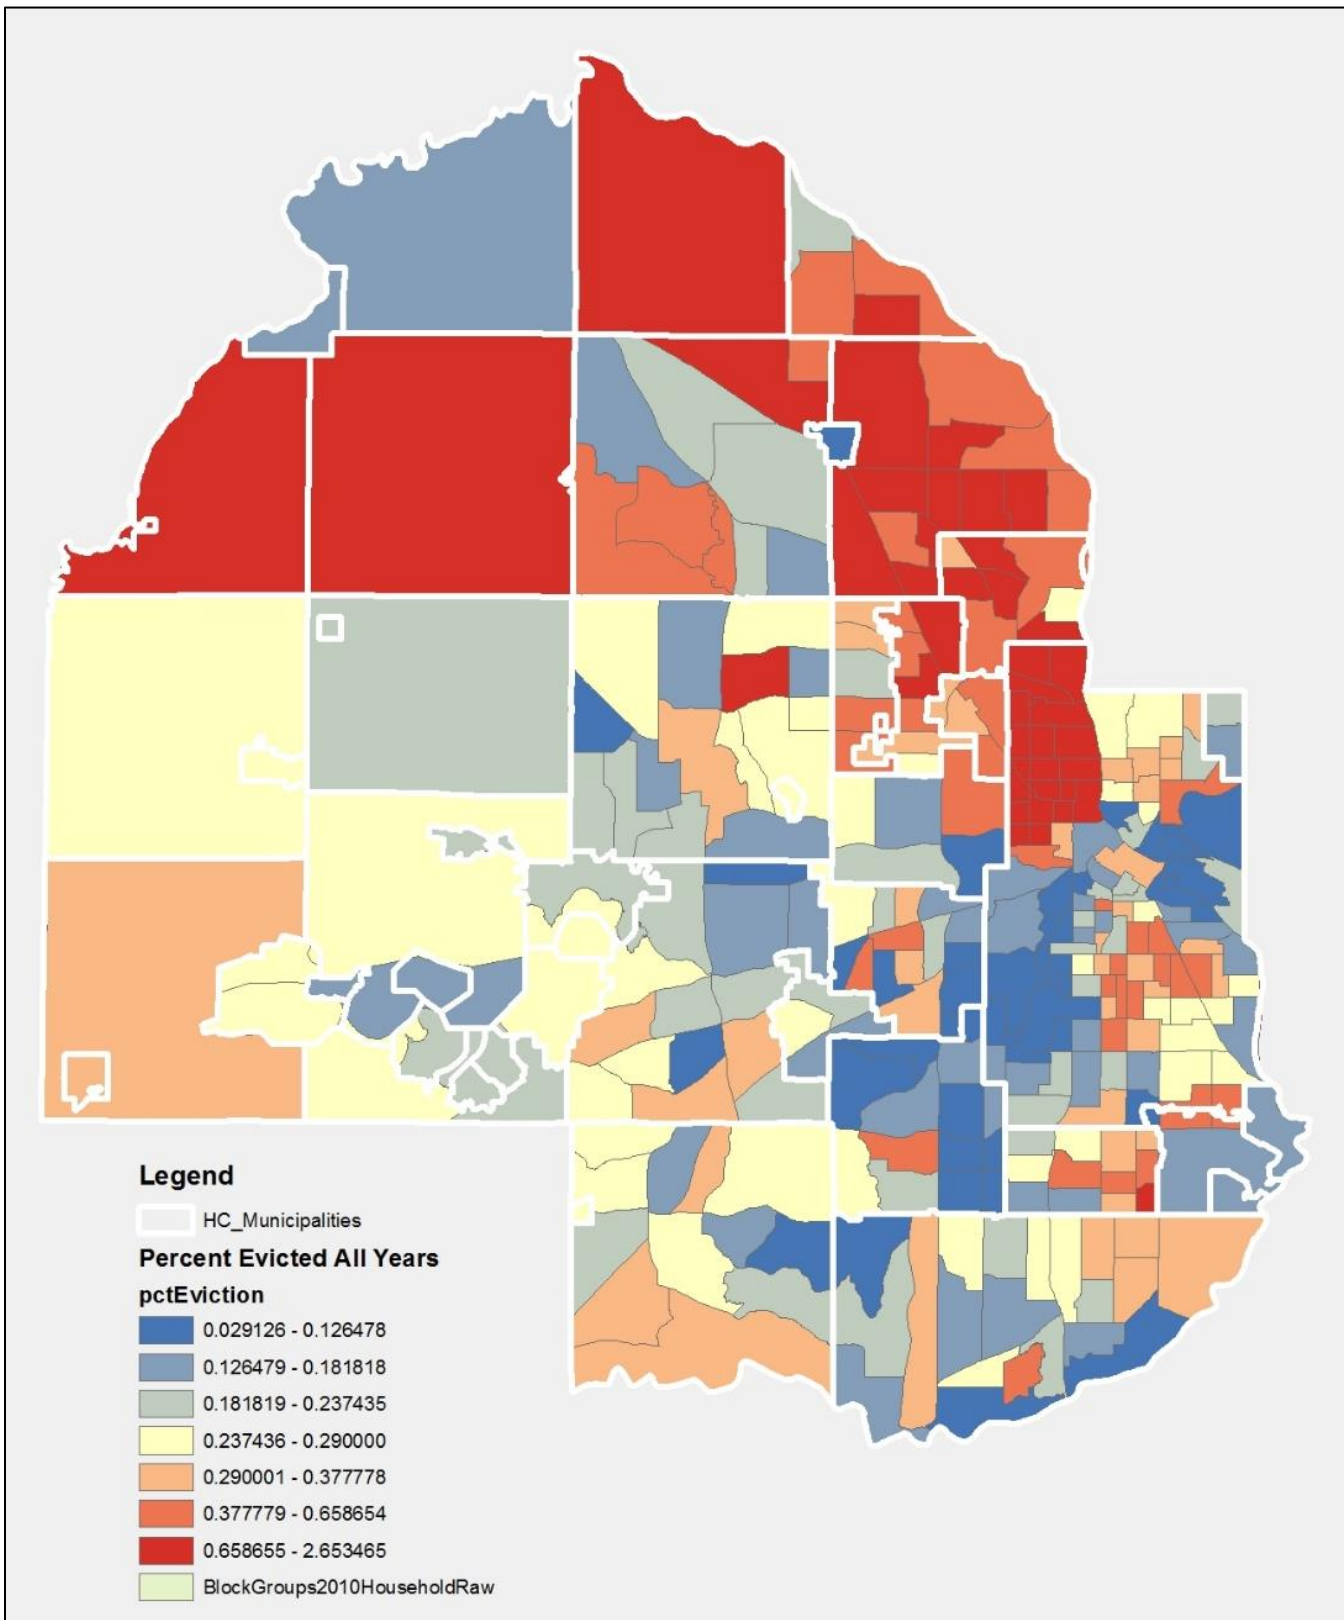 Legend
HC_Municipalities
Percent Evicted All Years
pctEviction
0.029126 - 0.126478
0.126479 - 0.181818
0.181819 - 0.237435
0.237436 - 0.290000
0.290001 - 0.377778
0.377779 - 0.658654
0.658655 - 2.653465
BlockGroups2010HouseholdRaw